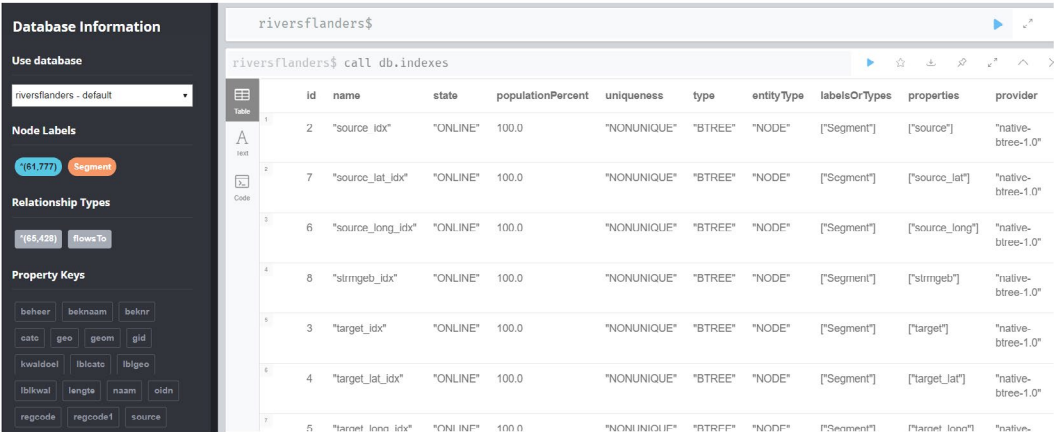 Database Information
Use database
riversflanders - default
Node Labels
*(61,777) Segment
Relationship Types
*(65,428) flowsTo
Property Keys
beheer beknaam beknr
catc geo geom gid
kwaldoel lblcatc lblgeo
lblkwal lengte naam oidn
regcode regcode1 source
riversflanders$
riversflanders$ call db.indexes
Table
Text
Code
id name state populationPercent uniqueness type entityType labelsOrTypes properties provider
1
2 "source_idx" "ONLINE" 100.0 "NONUNIQUE" "BTREE" "NODE" ["Segment"] ["source"] "native-
btree-1.0"
2
7 "source_lat_idx" "ONLINE" 100.0 "NONUNIQUE" "BTREE" "NODE" ["Segment"] ["source_lat"] "native-
btree-1.0"
3
6 "source_long_idx" "ONLINE" 100.0 "NONUNIQUE" "BTREE" "NODE" ["Segment"] ["source_long"] "native-
btree-1.0"
4
8 "strmgeb_idx" "ONLINE" 100.0 "NONUNIQUE" "BTREE" "NODE" ["Segment"] ["strmgeb"] "native-
btree-1.0"
5
3 "target_idx" "ONLINE" 100.0 "NONUNIQUE" "BTREE" "NODE" ["Segment"] ["target"] "native-
btree-1.0"
6
4 "target_lat_idx" "ONLINE" 100.0 "NONUNIQUE" "BTREE" "NODE" ["Segment"] ["target_lat"] "native-
btree-1.0"
7
5 "target_long_idx" "ONLINE" 100.0 "NONUNIQUE" "BTREE" "NODE" ["Segment"] ["target_long"] "native-